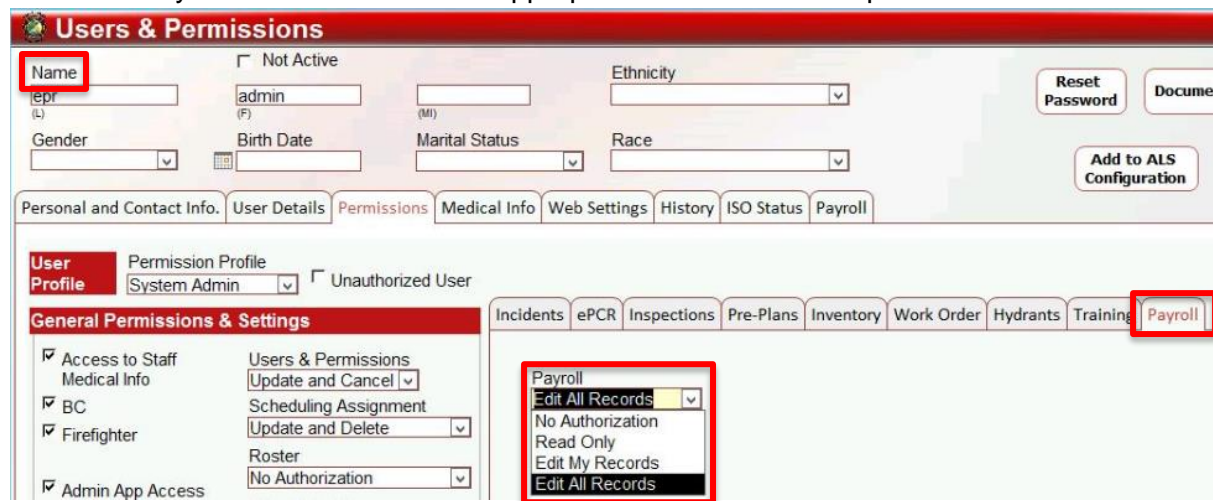 Users & Permissions
Name
Not Active
Ethnicity
Reset Password
Docume
epr
admin
(L)
(F)
(MI)
Gender
Birth Date
Marital Status
Race
Add to ALS Configuration
Personal and Contact Info. User Details Permissions Medical Info Web Settings History ISO Status Payroll
User Profile
Permission Profile
System Admin
Unauthorized User
General Permissions & Settings
Incidents ePCR Inspections Pre-Plans Inventory Work Order Hydrants Training Payroll
Access to Staff Medical Info
Users & Permissions
Update and Cancel
BC
Scheduling Assignment
Firefighter
Update and Delete
Roster
No Authorization
Admin App Access
Payroll
Edit All Records
No Authorization
Read Only
Edit My Records
Edit All Records